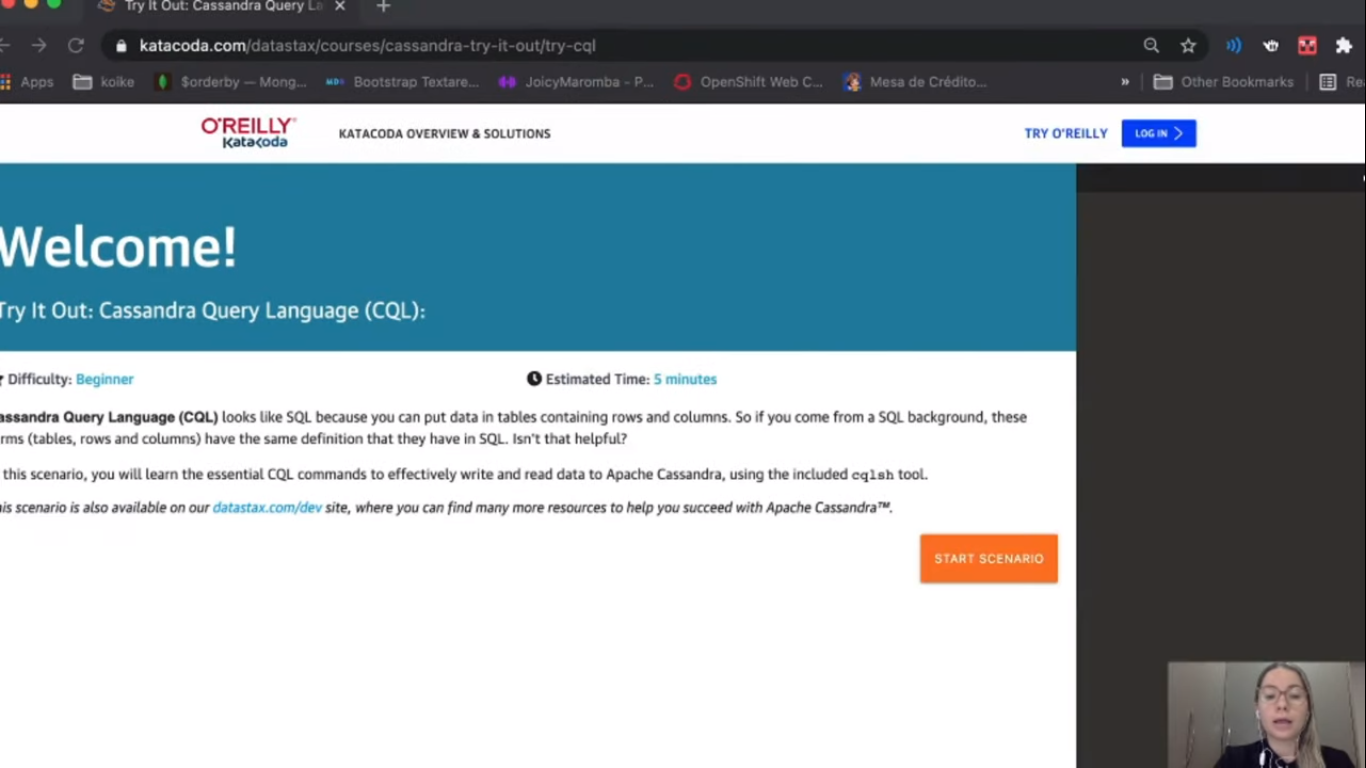 Try It Out: Cassandra Query La
katacoda.com/datastax/courses/cassandra-try-it-out/try-cql
Apps koike $orderby — Mong... Bootstrap Textare... JoicyMaromba - P... OpenShift Web C... Mesa de Crédito... » Other Bookmarks Re
O'REILLY® KATACODA OVERVIEW & SOLUTIONS TRY O'REILLY LOG IN
Katacoda
Welcome!
Try It Out: Cassandra Query Language (CQL):
Difficulty: Beginner Estimated Time: 5 minutes
assandra Query Language (CQL) looks like SQL because you can put data in tables containing rows and columns. So if you come from a SQL background, these
rms (tables, rows and columns) have the same definition that they have in SQL. Isn't that helpful?
this scenario, you will learn the essential CQL commands to effectively write and read data to Apache Cassandra, using the included cqlsh tool.
is scenario is also available on our datastax.com/dev site, where you can find many more resources to help you succeed with Apache Cassandra™.
START SCENARIO